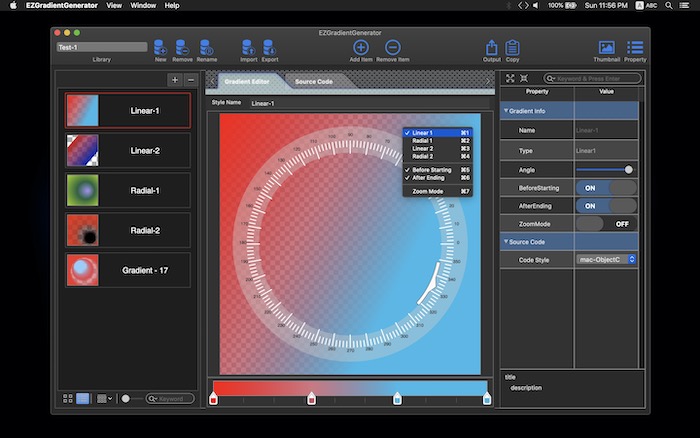 EZGradientGenerator View Window Help
100% A ABC Sun 11:56 PM
EZGradientGenerator
Test-1
Library New Remove Rename Import Export Add Item Remove Item Output Copy Thumbnail Property
Gradient Editor Source Code
Keyword & Press Enter
Property Value
Style Name Linear-1
Linear-1
Linear-2
Radial-1
Radial-2
Gradient - 17
Linear 1 ⌘1
Radial 1 ⌘2
Linear 2 ⌘3
Radial 2 ⌘4
Before Starting ⌘5
After Ending ⌘6
Zoom Mode ⌘7
Gradient Info
Name Linear-1
Type Linear1
Angle
BeforeStarting ON
AfterEnding ON
ZoomMode OFF
Source Code
Code Style mac-ObjectC
title
description
Keyword